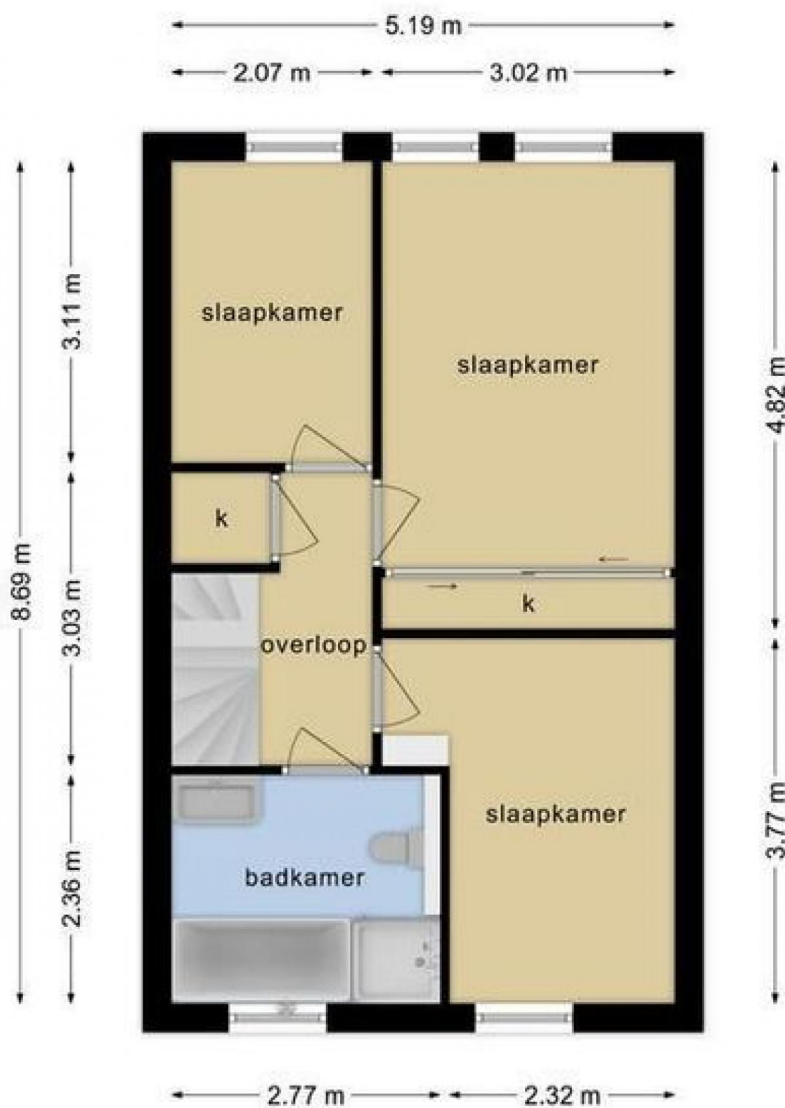 5.19 m
2.07 m
3.02 m
slaapkamer
3.11 m
slaapkamer
4.82 m
k
8.69 m
3.03 m
k
overloop
slaapkamer
3.77 m
2.36 m
badkamer
2.77 m
2.32 m